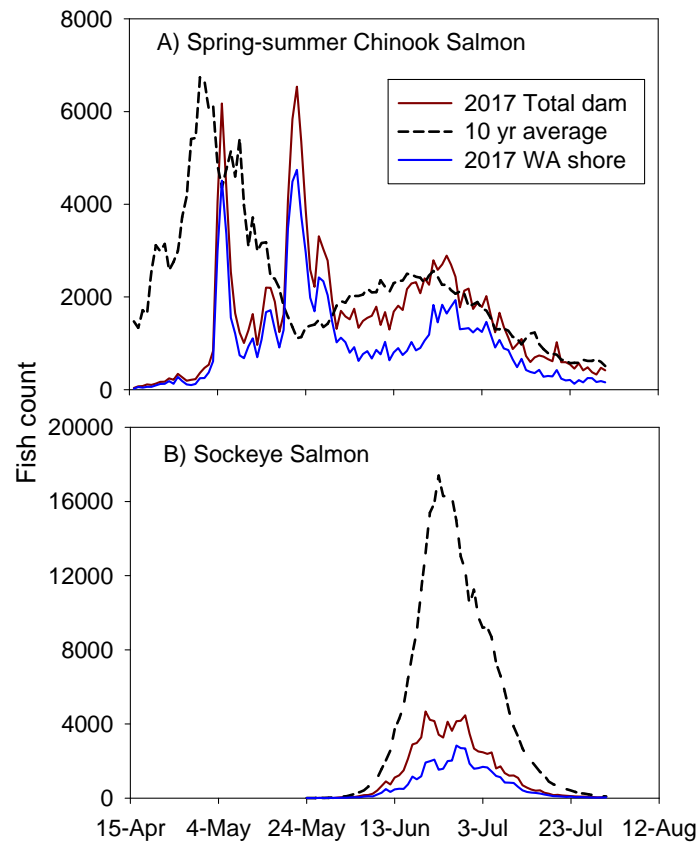 8000
A) Spring-summer Chinook Salmon
2017 Total dam
10 yr average
2017 WA shore
6000
4000
2000
0
Fish count
20000
B) Sockeye Salmon
16000
12000
8000
4000
0
15-Apr 4-May 24-May 13-Jun 3-Jul 23-Jul 12-Aug